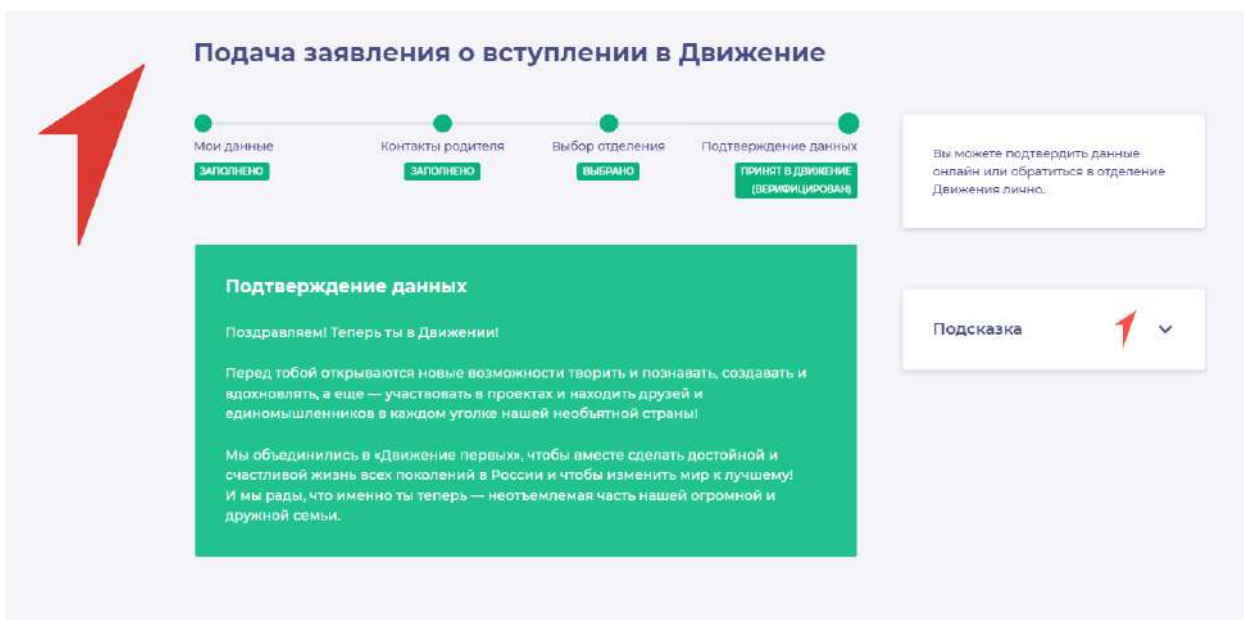 Подача заявления о вступлении в Движение
Мои данные
ЗАПОЛНЕНО
Контакты родителя
ЗАПОЛНЕНО
Выбор отделения
ВЫБРАНО
Подтверждение данных
ПРИНЯТ В ДВИЖЕНИЕ
(ВЕРИФИЦИРОВАН)
Подтверждение данных
Поздравляем! Теперь ты в Движении!
Перед тобой открываются новые возможности творить и познавать, создавать и
вдохновлять, а еще — участвовать в проектах и находить друзей и
единомышленников в каждом уголке нашей необъятной страны!
Мы объединились в «Движение первых», чтобы вместе сделать достойной и
счастливой жизнь всех поколений в России и чтобы изменить мир к лучшему!
И мы рады, что именно ты теперь — неотъемлемая часть нашей огромной и
дружной семьи.
Вы можете подтвердить данные
онлайн или обратиться в отделение
Движения лично.
Подсказка